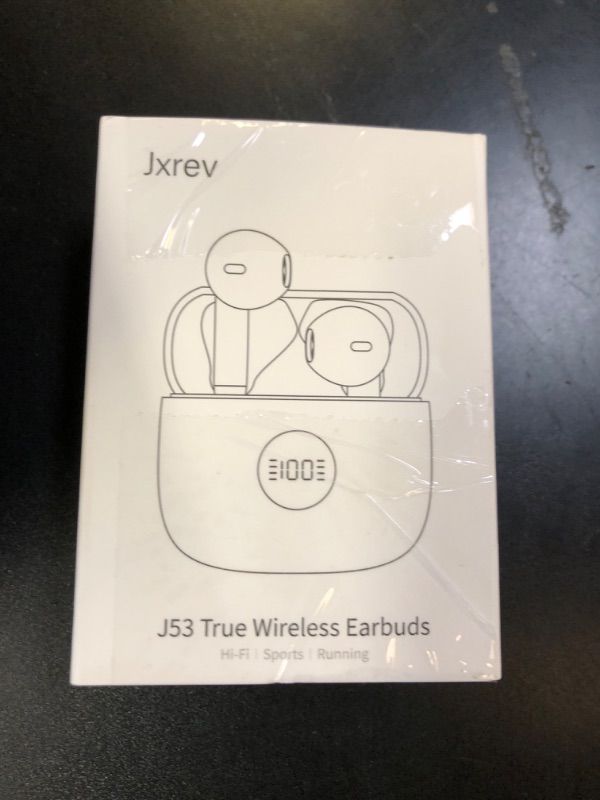 Jxrev
100
J53 True Wireless Earbuds
Hi-Fi | Sports | Running